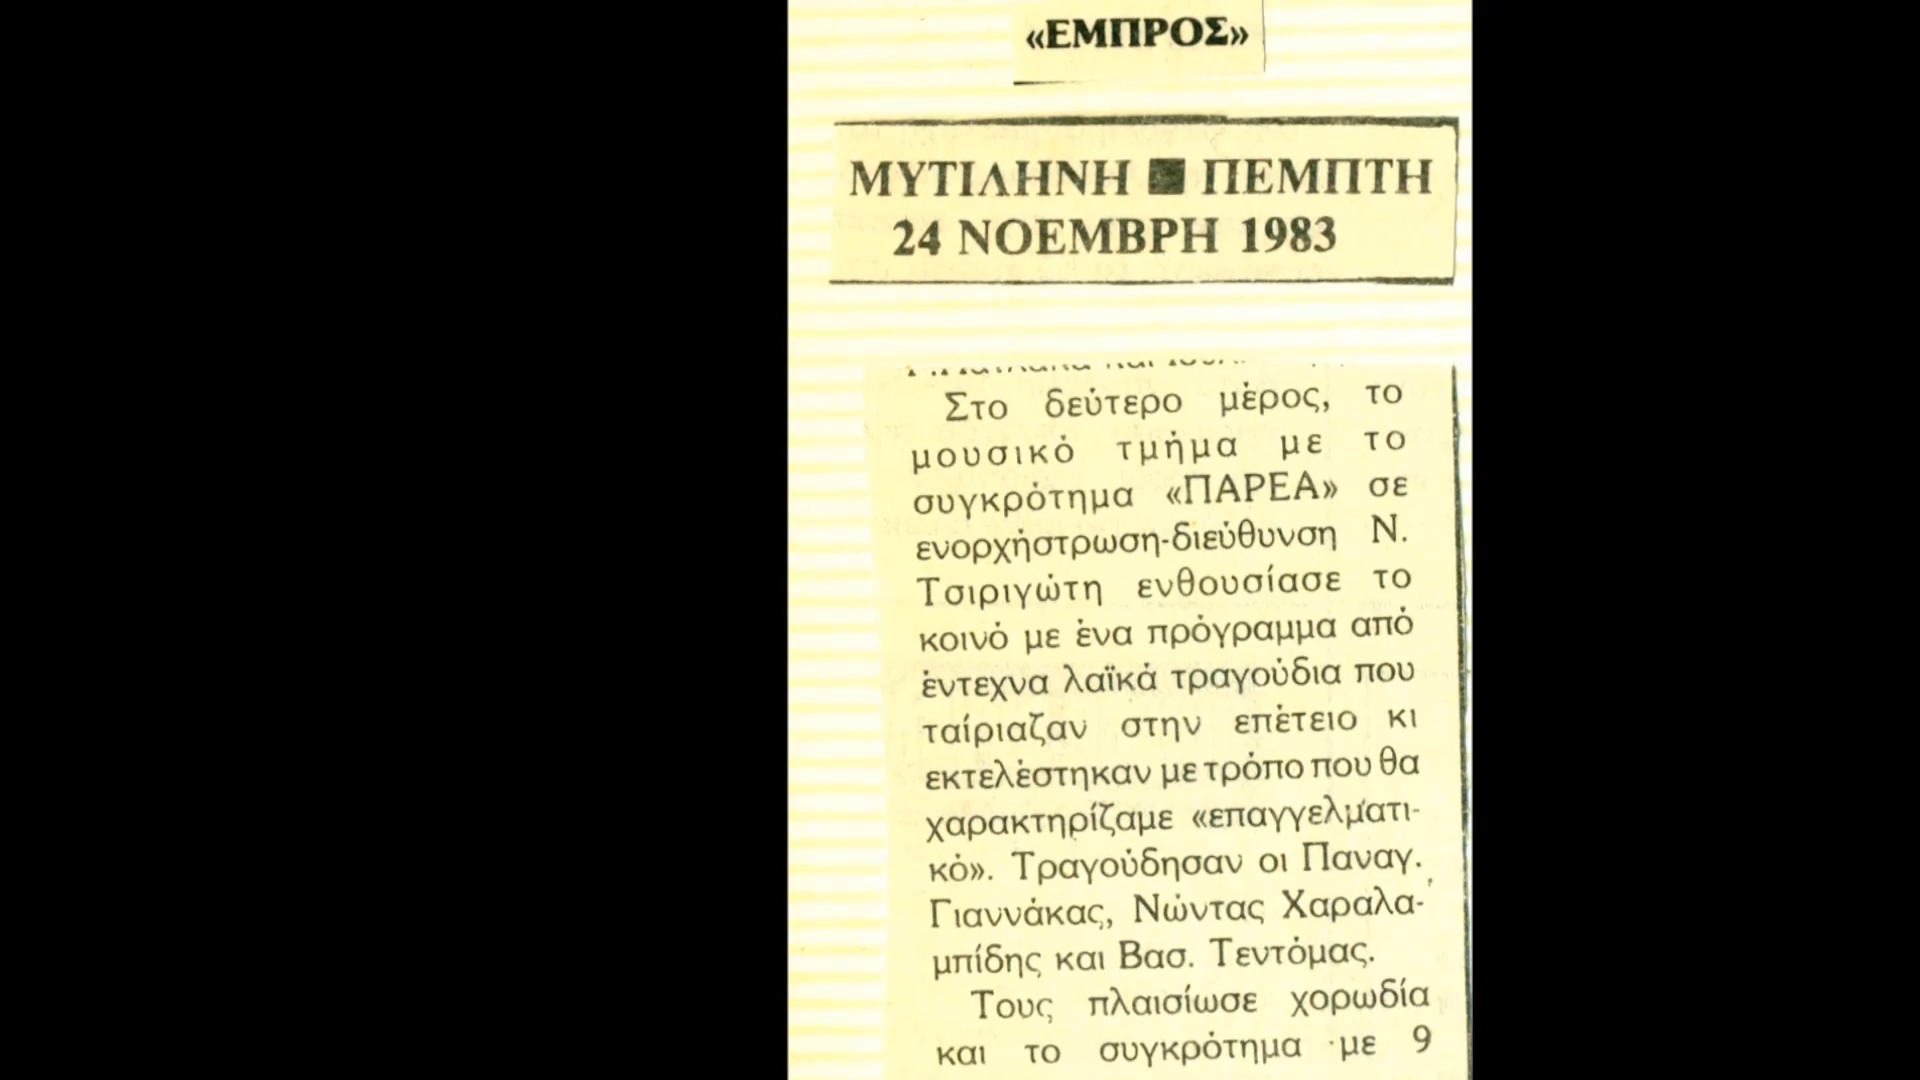 «ΕΜΠΡΟΣ»
ΜΥΤΙΛΗΝΗ ■ ΠΕΜΠΤΗ
24 ΝΟΕΜΒΡΗ 1983
Στο δεύτερο μέρος, το
μουσικό τμήμα με το
συγκρότημα «ΠΑΡΕΑ» σε
ενορχήστρωση-διεύθυνση Ν.
Τσιριγώτη ενθουσίασε το
κοινό με ένα πρόγραμμα από
έντεχνα λαϊκά τραγούδια που
ταίριαζαν στην επέτειο κι
εκτελέστηκαν με τρόπο που θα
χαρακτηρίζαμε «επαγγελματι-
κό». Τραγούδησαν οι Παναγ.
Γιαννάκας, Νώντας Χαραλα-
μπίδης και Βασ. Τεντόμας.
Τους πλαισίωσε χορωδία
και το συγκρότημα με 9